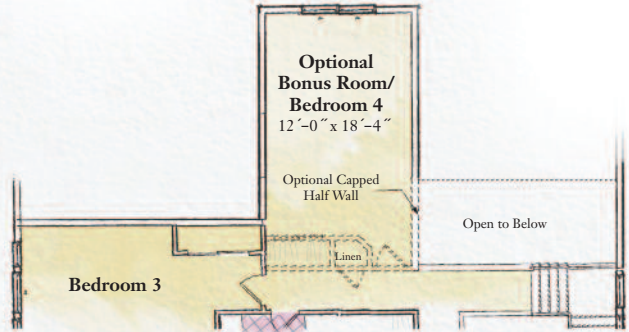 Optional
Bonus Room/
Bedroom 4
12´–0˝ x 18´–4˝
Optional Capped
Half Wall
Open to Below
Linen
Bedroom 3